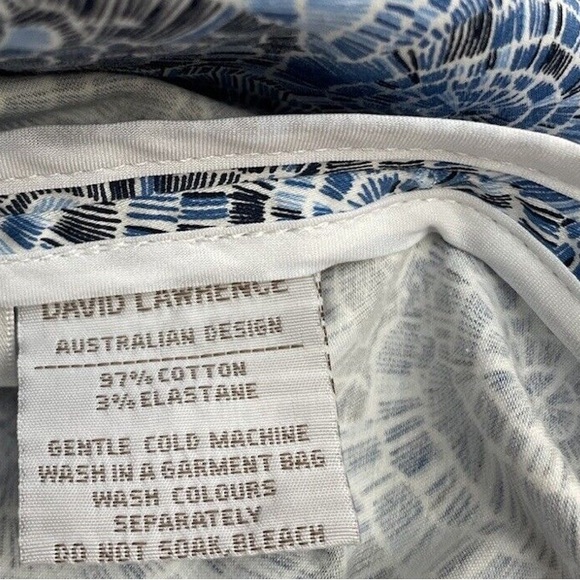 DAVID LAWRENCE
AUSTRALIAN DESIGN
97% COTTON
3% ELASTANE
GENTLE COLD MACHINE
WASH IN A GARMENT BAG
WASH COLOURS
SEPARATELY
DO NOT SOAK, BLEACH